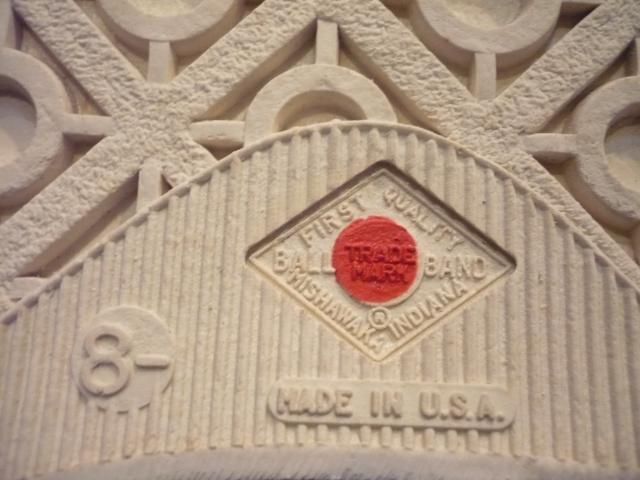 FIRST QUALITY
BALL BAND
TRADE
MARK
MISHAWAKA, INDIANA
®
8-
MADE IN U.S.A.